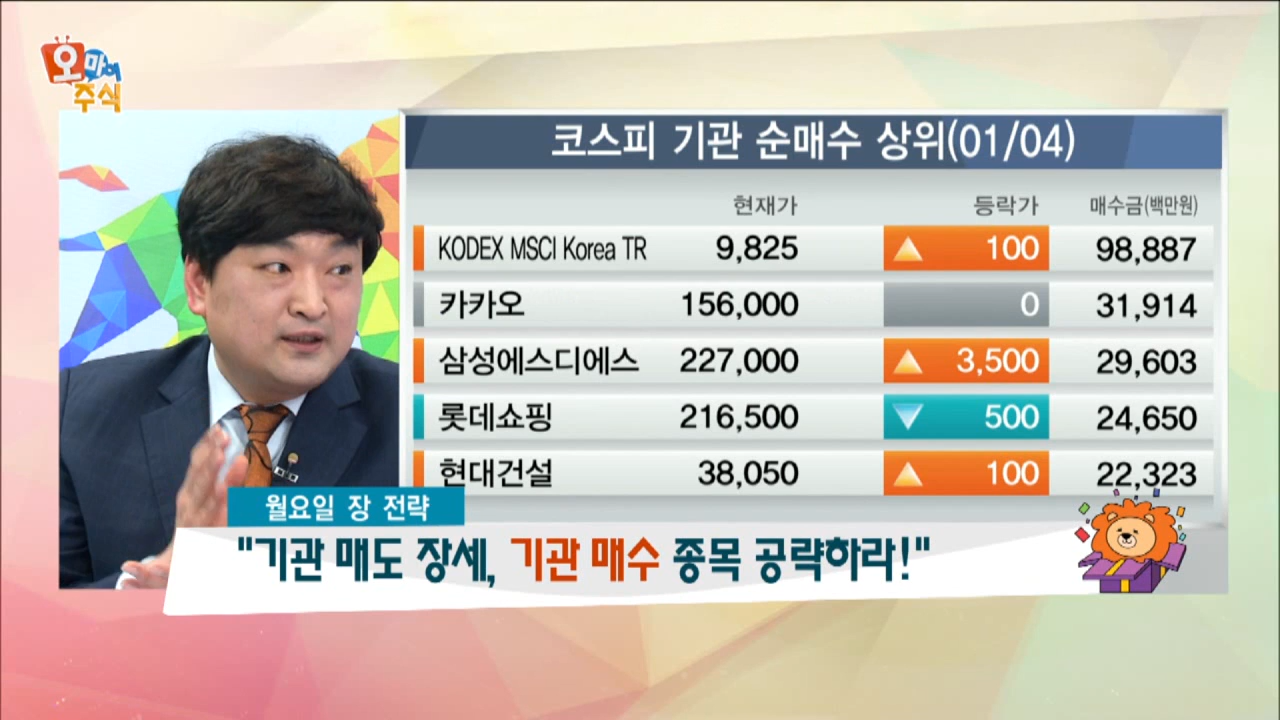 오마이
주식
코스피 기관 순매수 상위(01/04)
현재가 등락가 매수금(백만원)
KODEX MSCI Korea TR 9,825 ▲ 100 98,887
카카오 156,000 0 31,914
삼성에스디에스 227,000 ▲ 3,500 29,603
롯데쇼핑 216,500 ▼ 500 24,650
현대건설 38,050 ▲ 100 22,323
월요일 장 전략
"기관 매도 장세, 기관 매수 종목 공략하라!"